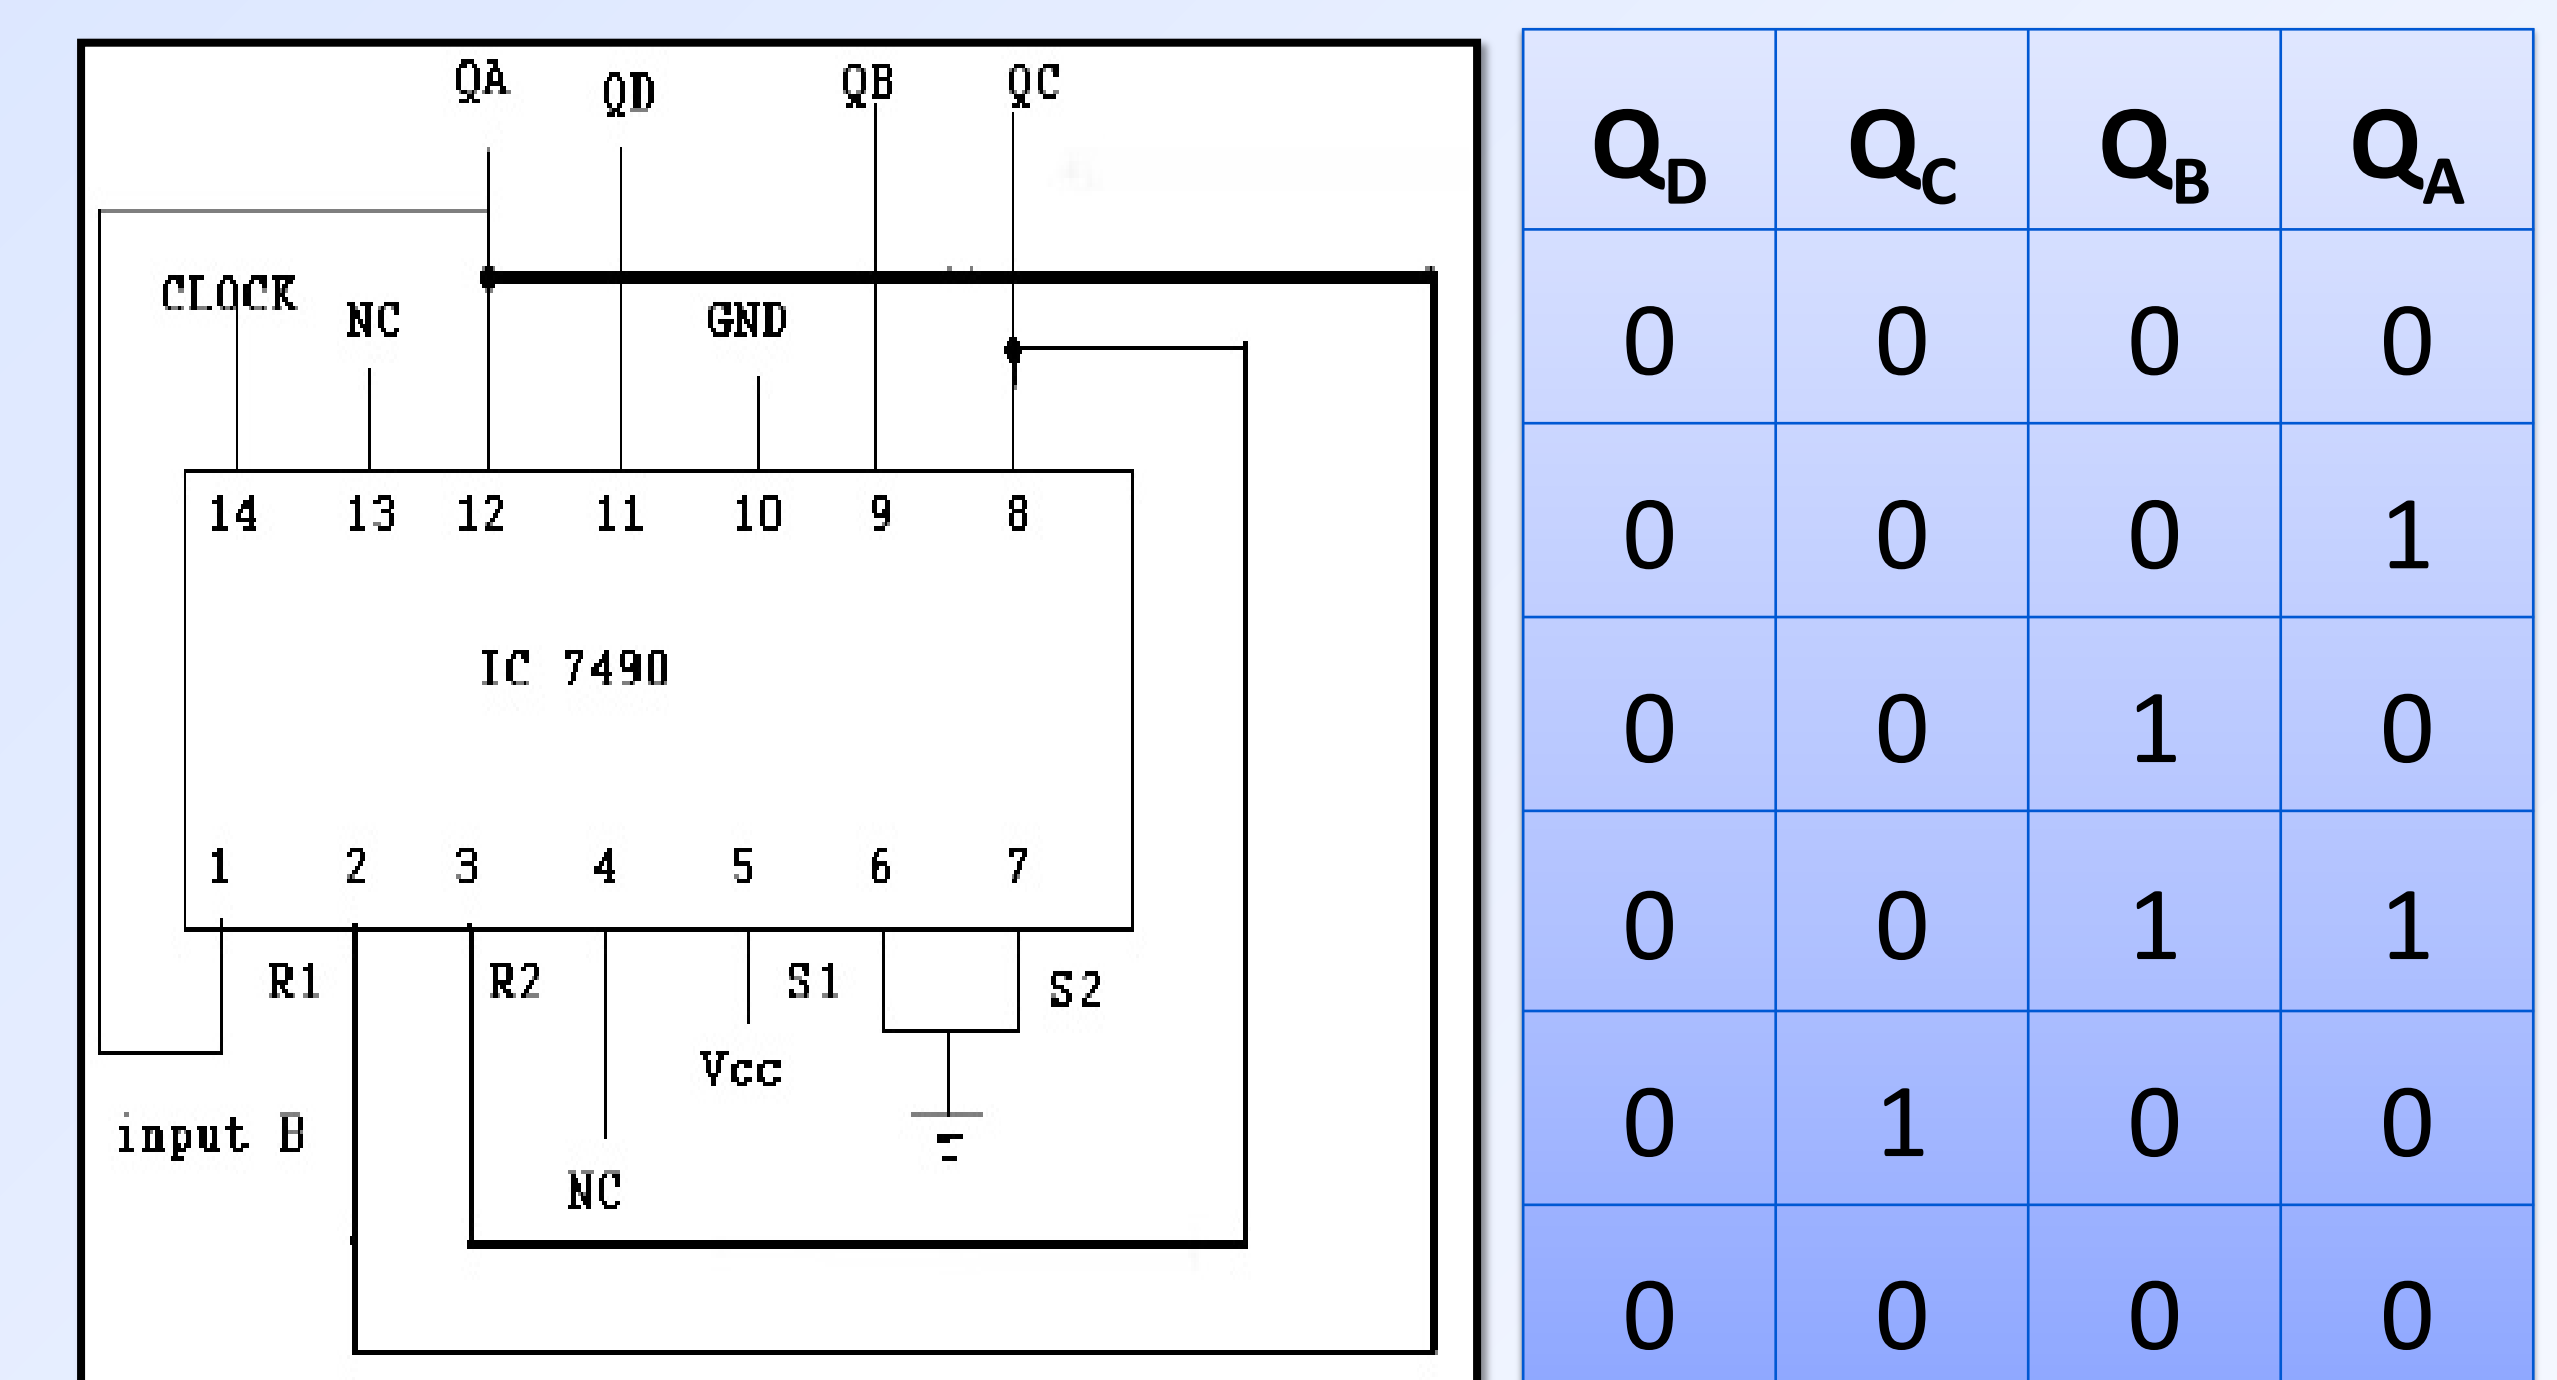 QA QD QB QC
CLOCK NC GND
14 13 12 11 10 9 8
IC 7490
1 2 3 4 5 6 7
R1 R2 S1 S2
Vcc
input B
NC
QD QC QB QA
0 0 0 0
0 0 0 1
0 0 1 0
0 0 1 1
0 1 0 0
0 0 0 0